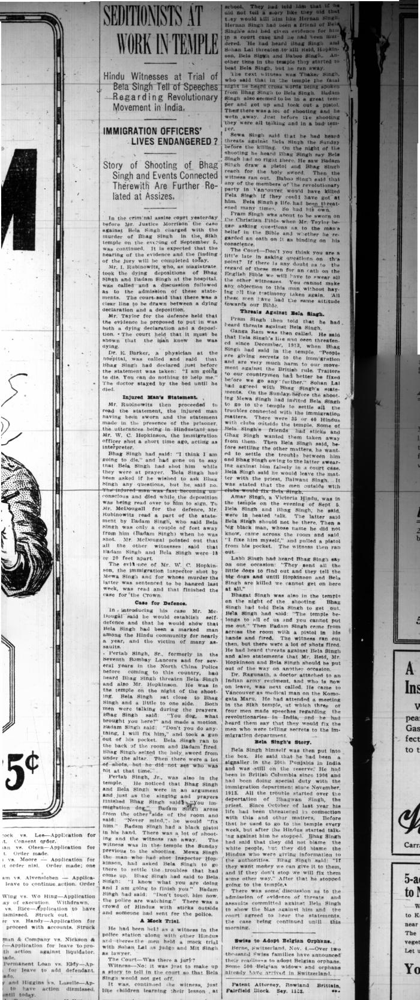 SEDITIONISTS AT
WORK IN TEMPLE
Hindu Witnesses at Trial of
Bela Singh Tell of Speeches
Regarding Revolutionary
Movement in India.
IMMIGRATION OFFICERS'
LIVES ENDANGERED?
Story of Shooting of Bhag
Singh and Events Connected
Therewith Are Further Re-
lated at Assizes.
In the criminal assize court yesterday
before Mr. Justice Morrison the case
against Bela Singh charged with the
murder of Bhag Singh in the Sikh
temple on the evening of September 5,
was continued. It is expected that the
hearing of the evidence and the finding
of the jury will be completed today.
Mr. I. Rubinowitz, who, as magistrate
took the dying depositions of Bhag
Singh and Badam Singh at the hospital,
was called and a discussion followed
as to the admission of these state-
ments. The court said that there was a
clear line to be drawn between a dying
declaration and a deposition.
Mr. Taylor for the defence held that
the evidence he proposed to put in was
both a dying declaration and a deposi-
tion. The court held that it must be
shown that the man knew he was
dying.
Dr. E. Barker, a physician at the
hospital, was called and said that
Bhag Singh had declared just before
the statement was taken: "I am going
to die. You can do nothing to help me."
The doctor stayed by the bed until he
died.
Injured Man's Statement.
Mr. Rubinowitz then proceeded to
read the statement, the injured man
having been sworn and the statement
made in the presence of the prisoner,
the utterances being in Hindustani and
Mr. W. C. Hopkinson, the immigration
officer shot a short time ago, acting as
interpreter.
Bhag Singh had said: "I think I am
going to die," and had gone on to say
that Bela Singh had shot him while
they were at prayer. Bela Singh had
been asked if he wished to ask Bhag
Singh any questions, but he said no.
The injured man was fast becoming un-
conscious and died while the deposition
was being read over to him to sign. To
Mr. McDougall for the defence, Mr.
Rubinowitz read a part of the state-
ment by Badam Singh, who said Bela
Singh was only a couple of feet away
from him (Badam Singh) when he was
shot. Mr. McDougal pointed out that
all the other witnesses said that
Badam Singh and Bela Singh were 18
or 20 feet apart.
The evidence of Mr. W. C. Hopkin-
son, the immigration inspector shot by
Mewa Singh and for whose murder the
latter was sentenced to be hanged last
week, was read and that finished the
case for the Crown.
Case for Defence.
In introducing his case Mr. Mc-
Dougal said he would establish self-
defence and that he would show that
Bela Singh had been a marked man
among the Hindu community for nearly
a year, and the victim of many as-
saults.
Pertab Singh, Sr., formerly in the
Seventh Bombay Lancers and for sev-
eral years in the North China Police
before coming to this country, had
heard Bhag Singh threaten Bela Singh
and also Mr. Hopkinson. He was in
the temple on the night of the shoot-
ing. Bela Singh sat close to Bhag
Singh and a little to one side. Both
men were talking during the prayers.
Bhag Singh said: "You dog, what
brought you here?" and made a motion.
Badam Singh said: "Don't you do any-
thing, I will fix him," and took a gun
out of his pocket. Bela Singh ran to
the back of the room and Badam fired.
Bhag Singh seized the holy sword from
under the altar. Then there were a lot
of shots, but he did not see who was
hit at that time.
Pertab Singh, Jr., was also in the
temple. He noticed that Bhag Singh
and Bela Singh were in an argument
and just as the singing and prayers
finished Bhag Singh said: "You im-
migration dog." Badam Singh arose
from the other side of the room and
said: "Never mind," he would "fix
him." Badam Singh had a black pistol
in his hand. There was a lot of shoot-
ing and the witness ran away. The
witness was in the temple the Sunday
previous to the shooting. Mewa Singh
the man who had shot Inspector Hop-
kinson, had asked Bela Singh to go
there to settle the troubles that had
come up. Bhag Singh had said to Bela
Singh: "I know what you are doing
and I am going to finish you" Badam
Singh had said: "Don't touch him now,
the police are watching." There was a
crowd of Hindus with sticks outside
and someone had sent for the police.
A Mock Trial.
He had been held as a witness in the
police station along with other Hindus
and there the men held a mock trial
with Sohan Lal as judge and Mit Singh
as lawyer.
The Court—Was there a jury?
Witness—No; it was just to make up
a story to tell in the court so that Bela
Singh would not get off.
It was, continued the witness, just
like children learning their lesson at
school. They had told him that if he
did not tell a story like they did that
they would kill him like Hernan Singh.
Hernan Singh had been a friend of Bela
Singh's and had given evidence for him
in a court case and he had been mur-
dered. He had heard Bhag Singh and
Sohan Lal threaten to kill Reid, Hopkin-
son, Bela Singh and Baboo Singh. An-
other time in the temple they started to
beat Bela Singh, but he ran away.
The next witness was Thaker Singh,
who said that in the temple the fatal
night he heard cross words being spoken
from Bhag Singh to Bela Singh. Badam
Singh also seemed to be in a great tem-
per and got up and took out a pistol.
Then there was a lot of shooting and he
wetn away. Just before the shooting
they were all talking and in a bad tem-
per.
Sewa Singh said that he had heard
threats against Bela Singh the Sunday
before the killing. On the night of the
shooting he heard Bhag Singh say Bela
Singh had no right there. He saw Badam
Singh draw a pistol and Bhag Singh
reach for the holy sword. Then the
witness ran out. Baboo Singh said that
any of the members of the revolutionary
party in Vancouver would have killed
Bela Singh if they could have got at
him. Bela Singh's life had been threat-
ened many times. So had his own.
Pram Singh was about to be sworn on
the Christian Bible when Mr. Taylor be-
gan asking questions as to the man's
belief in the Bible and whether he re-
garded an oath on it as binding on his
conscience.
The Court—Don't you think you are a
little late in asking questions on this
point? If there is any doubt as to the
regard of these men for an oath on the
English Bible we will have to swear all
the other witnesses. You cannot make
any objection to this man without hav-
ing all the testimony taken again. All
these men have had the same attitude
towards our Bible.
Threats Against Bela Singh.
Pram Singh then told that he had
heard threats against Bela Singh.
Ganga Ram was then called. He said
that Bela Singh's life had been threaten-
ed since December, 1913, when Bhag
Singh had said in the temple, "People
are giving secrets to the immigration
and are very much harm to our move-
ment against the British rule. Traitors
to our countrymen had better be fixed
before we go any further." Sohan Lal
had agreed with Bhag Singh's state-
ments. On the Sunday before the shoot-
ing Mewa Singh had invited Bela Singh
to go to the temple to settle all the
troubles connected with the immigration
matters. There were 35 or 40 Hindus
with clubs outside the temple. Some of
Bela Singh's friends had sticks and
Ghag Singh wanted them taken away
from them. Then Bela Singh said, be-
fore settling the other matters, he want-
ed to settle the trouble between him
and Bhag Singh owing to the latter swear-
ing against him falsely in a court case.
Bela Singh said he would leave the mat-
ter with the priest, Balwant Singh. It
was stated that the men outside with
clubs would fix Bela Singh.
Amar Singh, a Victoria Hindu, was in
the temple on the evening of Sept 5.
Bela Singh and Bhag Singh, he said,
were in heated talk. The latter said
Bela Singh should not be there. Then a
big black man, whose name he did not
know, came across the room and said
"I fixe him myself," and pulled a pistol
from his pocket. The witness then ran
out.
Labh Singh had heard Bhag Singh say
on one occasion: "They send all the
little dogs to find out and they tell the
big dogs and until Hopkinson and Bela
Singh are killed we cannot get on here
at all."
Bhagat Singh was also in the temple
on the night of the shooting. Bhag
Singh had told Bela Singh to get out.
Bela Singh had said: "The temple be-
longs to all of us and you cannot put
me out." Then Badam Singh came from
across the room with a pistol in his
hands and fired. The witness ran out
then, but there were a lot of shots fired.
He had heard threats against Bela Singh
and also statements that Mr. Reid, Mr.
Hopkinson and Bela Singh should be put
out of the way on another occasion.
Dr. Ragunath, a doctor attached to an
Indian army regiment, and who is now
on leave, was next called. He came to
Vancouver as medical man on the Komo-
gata Maru. He had attended a meeting
in the Sikh temple, at which three or
four men made speeches regarding the
revolutionaries in India, and he had
heard them say that they would fix the
men who were telling secrets to the im-
migration department.
Bela Singh's Story.
Bela Singh himself was then put into
the box. He said that he had been a
signaller in the 30th Punjabis in India
and was still on the reserve. He had
been in British Columbia since 1906 and
had been doing special duty with the
immigration department since November,
1913. All the trouble started over the
deportation of Bhagwan Singh, the
priest. Since October of last year his
life had been threatened in connection
with this and other matters. Before
that he used to go to the temple every
week, but after the Hindus started talk-
ing against him he stopped. Bhag Singh
had said that they did not blame the
white people, but they did blame the
Hindus who were giving information to
the authorities. Bhag Singh said: "If
they want money we can give it to them,
and if they don't stop we will fix them
some other way." After that he stopped
going to the temple.
There was some discussion as to the
admission of evidence of threats and
assaults committed against Bela Singh
to show the bias against him and the
court agreed to hear the statements,
the case being continued until this
morning.
Swiss to Adopt Belgian Orphans.
Berne, Switzerland, Nov. 4.—Over two
thousand Swiss families have announced
their readiness to adopt Belgian orphans.
Some 500 Belgian widows and orphans
already have arrived in Switzerland.
Patent Attorney, Rowland Brittain,
Fairfield Block. Sey. 1152. ***
5¢
vs. Lee—Application for
Consent order.
vs. Olsen—Application for
Order made.
vs. Moore — Application for
order nisi. Order made; one
vs. Alvensleben — Applica-
leave to continue action. Order
Wing vs. Wo Hing—Application
of execution. Withdrawn.
vs. Rice—Application to have
dismissed. Struck out.
vs. Handy—Application for
proceed with accounts. Struck
& Company vs. Nickson &
—Application for leave to pro-
action against liquidator.
Permanent Loan vs. Eldy—Ap-
for leave to add defendant.
and Higgins vs. Laselle—Ap-
to have action dismissed.
until today.
A
Ins
W
pear
Gas
fect
to t
Carra
5-a
to N
W
to K
near
The
veget
Let u
Yo